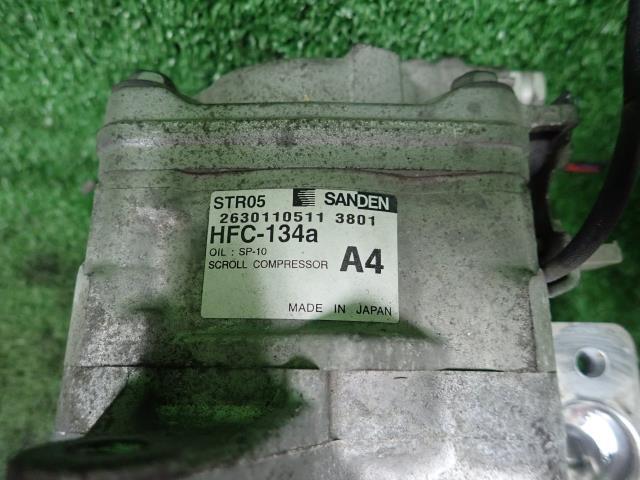 STR05 SANDEN
2630110511 3801
HFC-134a
OIL : SP-10
SCROLL COMPRESSOR A4
MADE IN JAPAN